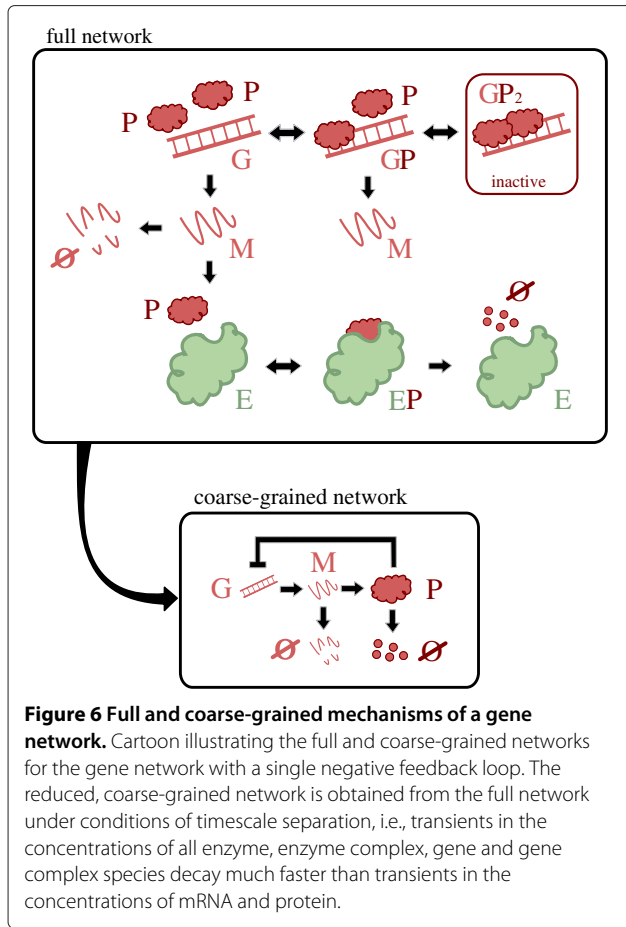 full network
P P P GP₂
G GP inactive
M M
Ø
P Ø
E EP E
coarse-grained network
M
G P
Ø Ø
Figure 6 Full and coarse-grained mechanisms of a gene
network. Cartoon illustrating the full and coarse-grained networks
for the gene network with a single negative feedback loop. The
reduced, coarse-grained network is obtained from the full network
under conditions of timescale separation, i.e., transients in the
concentrations of all enzyme, enzyme complex, gene and gene
complex species decay much faster than transients in the
concentrations of mRNA and protein.